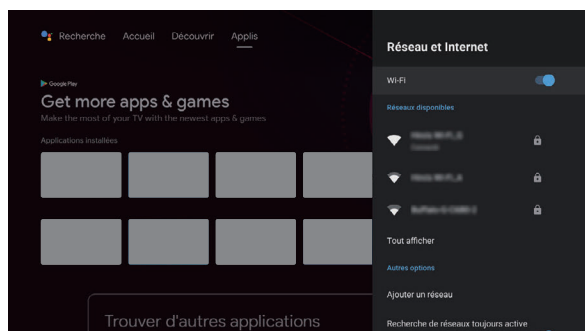 Recherche Accueil Découvrir Applis
Google Play
Get more apps & games
Make the most of your TV with the newest apps & games
Applications installées
Trouver d'autres applications
Réseau et Internet
WI-FI
Réseaux disponibles
Tout afficher
Autres options
Ajouter un réseau
Recherche de réseaux toujours active